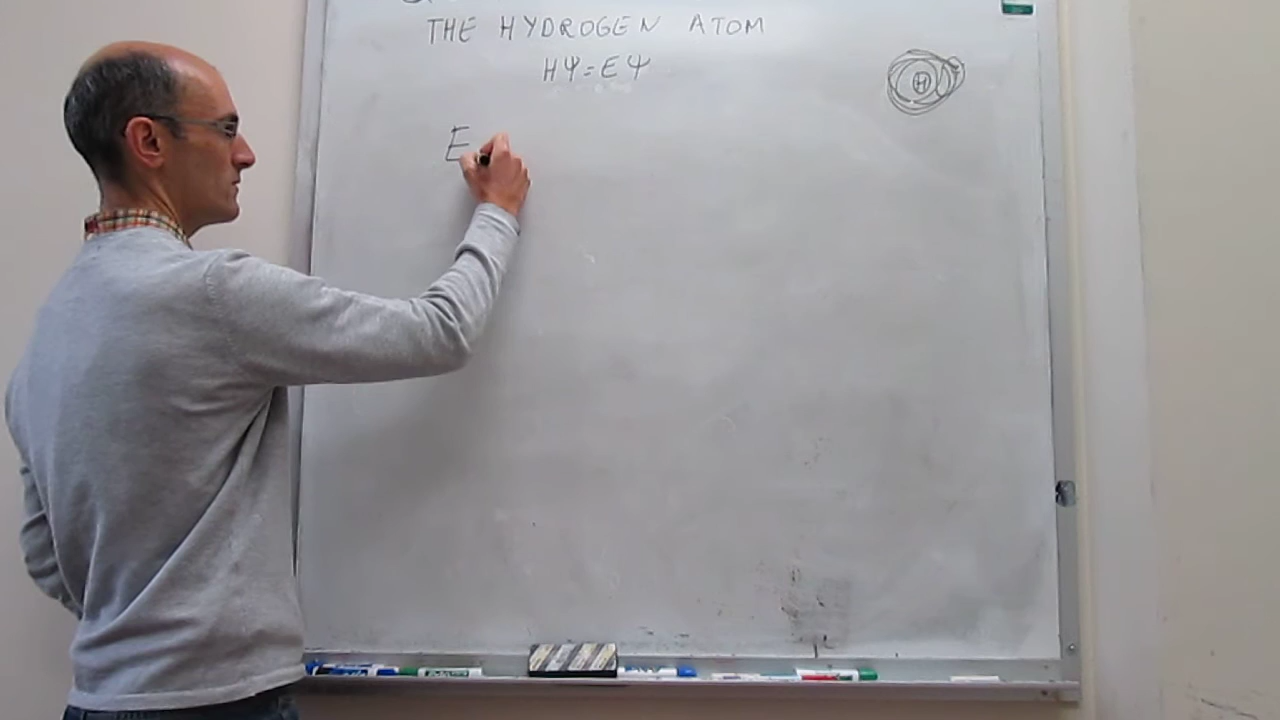 THE HYDROGEN ATOM
HΨ=EΨ
H
E